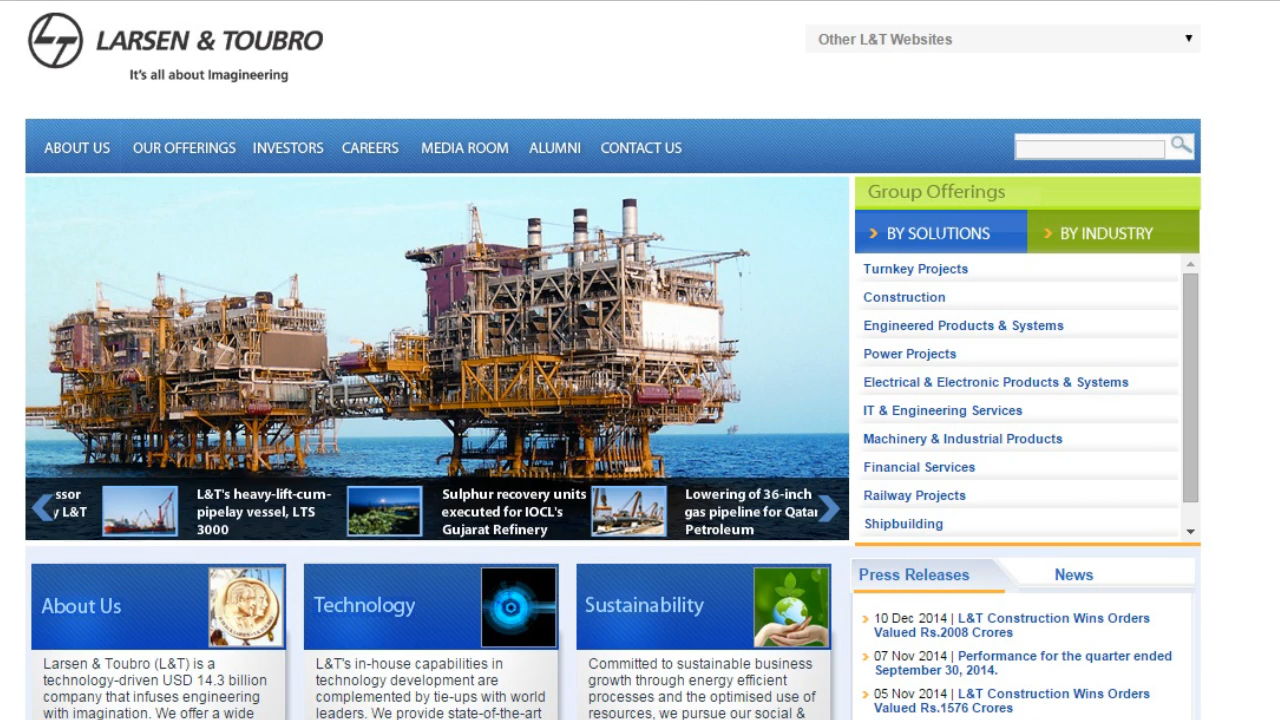 LARSEN & TOUBRO
It's all about Imagineering
Other L&T Websites
ABOUT US OUR OFFERINGS INVESTORS CAREERS MEDIA ROOM ALUMNI CONTACT US
Group Offerings
BY SOLUTIONS BY INDUSTRY
Turnkey Projects
Construction
Engineered Products & Systems
Power Projects
Electrical & Electronic Products & Systems
IT & Engineering Services
Machinery & Industrial Products
Financial Services
Railway Projects
Shipbuilding
ssor
y L&T
L&T's heavy-lift-cum-
pipelay vessel, LTS
3000
Sulphur recovery units
executed for IOCL's
Gujarat Refinery
Lowering of 36-inch
gas pipeline for Qatar
Petroleum
About Us
Larsen & Toubro (L&T) is a
technology-driven USD 14.3 billion
company that infuses engineering
with imagination. We offer a wide
Technology
L&T's in-house capabilities in
technology development are
complemented by tie-ups with world
leaders. We provide state-of-the-art
Sustainability
Committed to sustainable business
growth through energy efficient
processes and the optimised use of
resources, we pursue our social &
Press Releases News
10 Dec 2014 | L&T Construction Wins Orders
Valued Rs.2008 Crores
07 Nov 2014 | Performance for the quarter ended
September 30, 2014.
05 Nov 2014 | L&T Construction Wins Orders
Valued Rs.1576 Crores